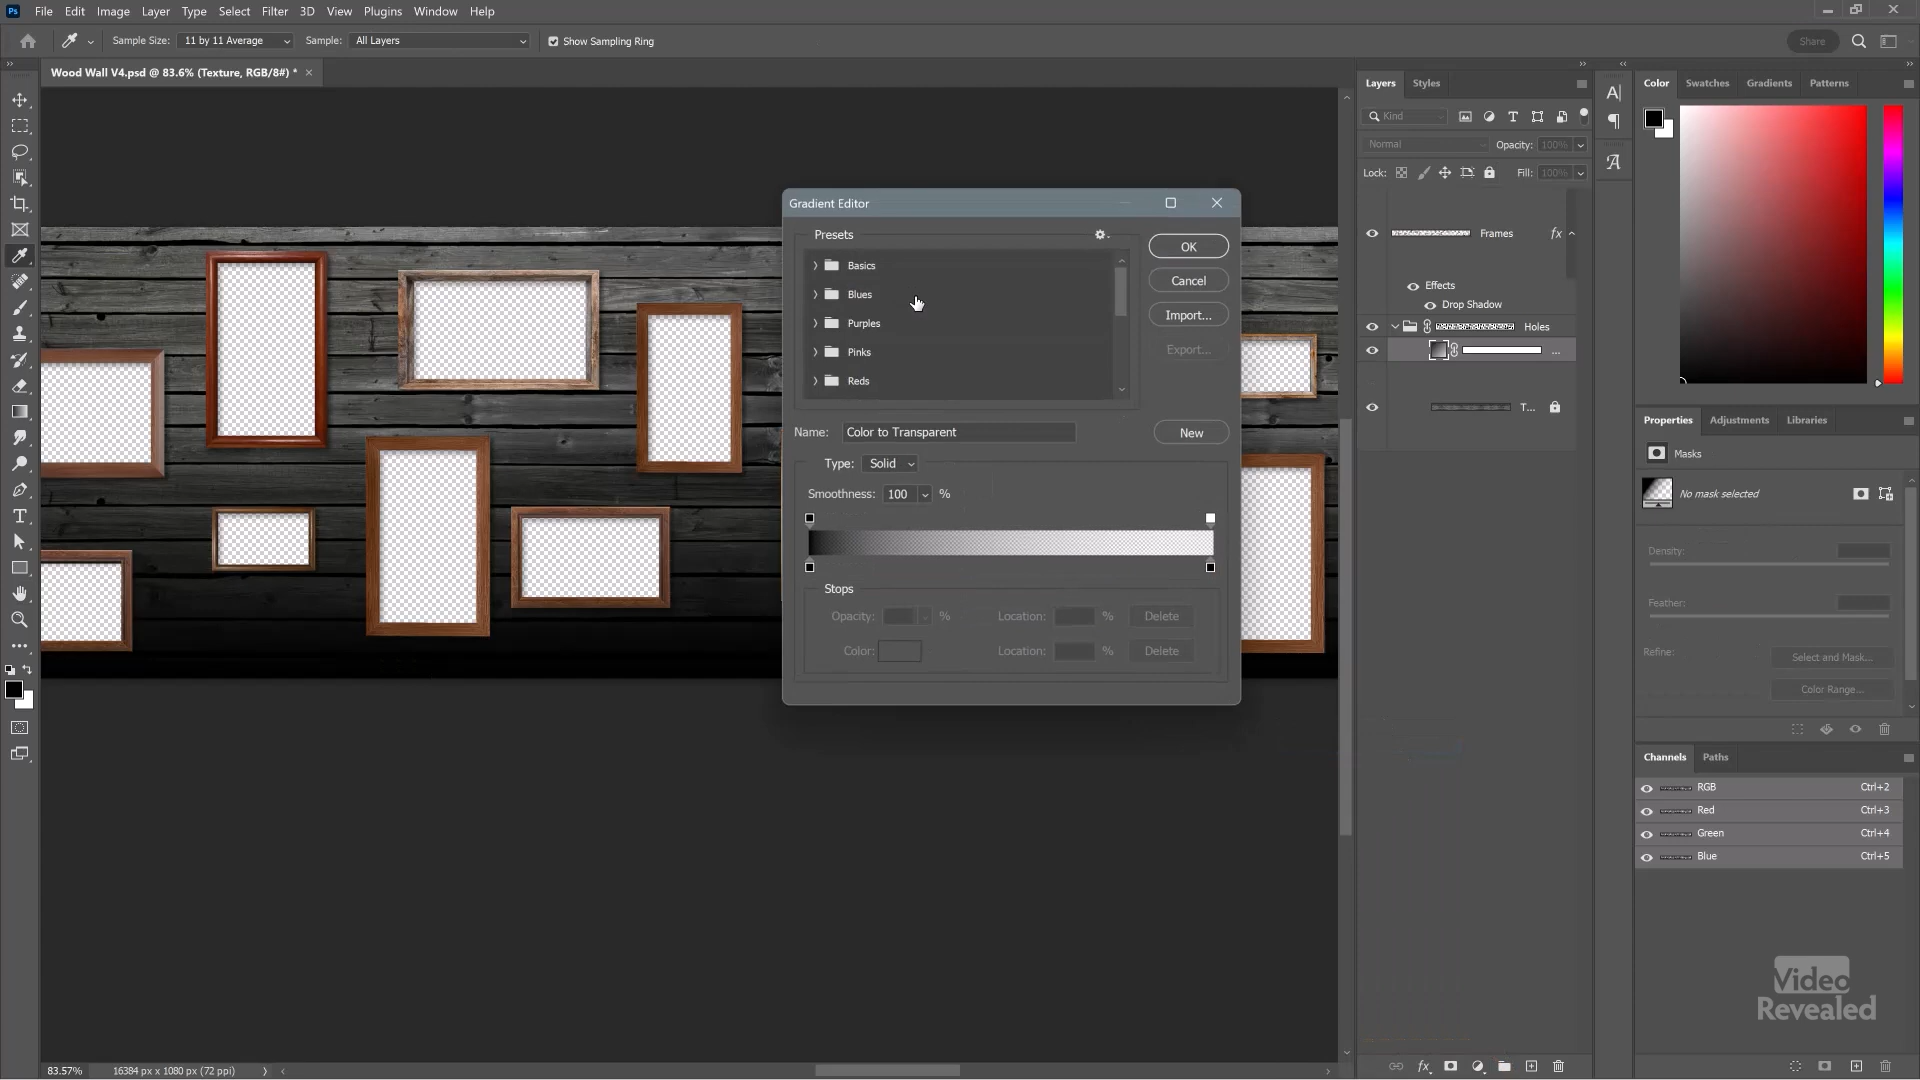 Ps File Edit Image Layer Type Select Filter 3D View Plugins Window Help
Sample Size: 11 by 11 Average Sample: All Layers Show Sampling Ring Share
Wood Wall V4.psd @ 83.6% (Texture, RGB/8#) *
Layers Styles
Kind
Normal Opacity: 100%
Lock: Fill: 100%
Frames fx
Effects
Drop Shadow
Holes
...
T...
Color Swatches Gradients Patterns
Gradient Editor
Presets
Basics
Blues
Purples
Pinks
Reds
OK
Cancel
Import...
Export...
Name: Color to Transparent New
Type: Solid
Smoothness: 100 %
Stops
Opacity: % Location: % Delete
Color: Location: % Delete
Properties Adjustments Libraries
Masks
No mask selected
Density:
Feather:
Refine: Select and Mask...
Color Range...
Channels Paths
RGB Ctrl+2
Red Ctrl+3
Green Ctrl+4
Blue Ctrl+5
Video
Revealed
83.57% 16384 px x 1080 px (72 ppi)
fx